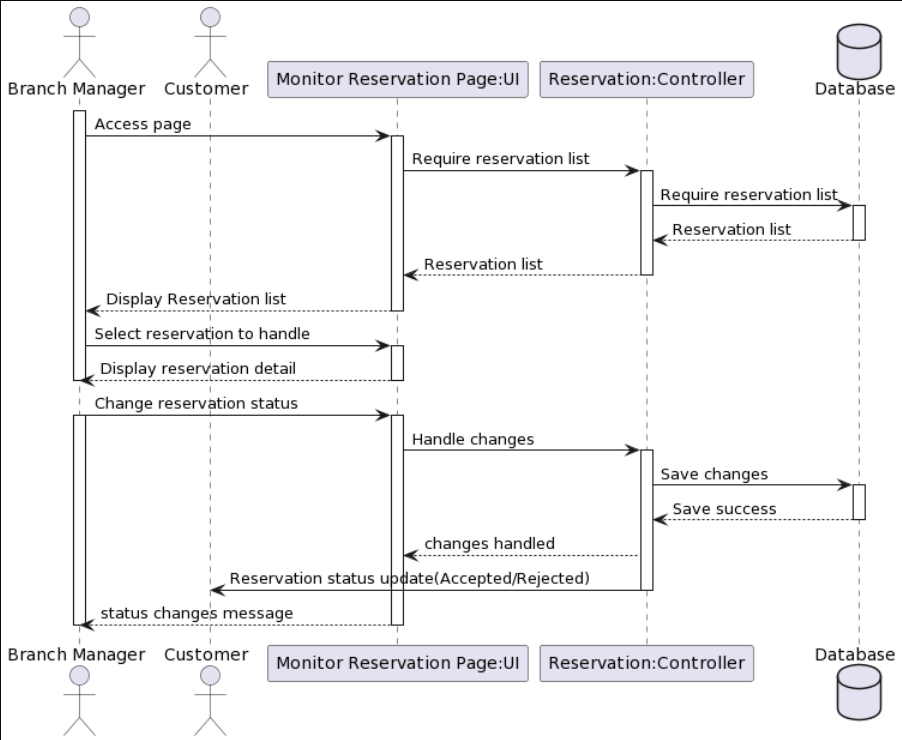 Branch Manager
Customer
Monitor Reservation Page:UI
Reservation:Controller
Database
Access page
Require reservation list
Require reservation list
Reservation list
Reservation list
Display Reservation list
Select reservation to handle
Display reservation detail
Change reservation status
Handle changes
Save changes
Save success
changes handled
Reservation status update(Accepted/Rejected)
status changes message
Branch Manager
Customer
Monitor Reservation Page:UI
Reservation:Controller
Database